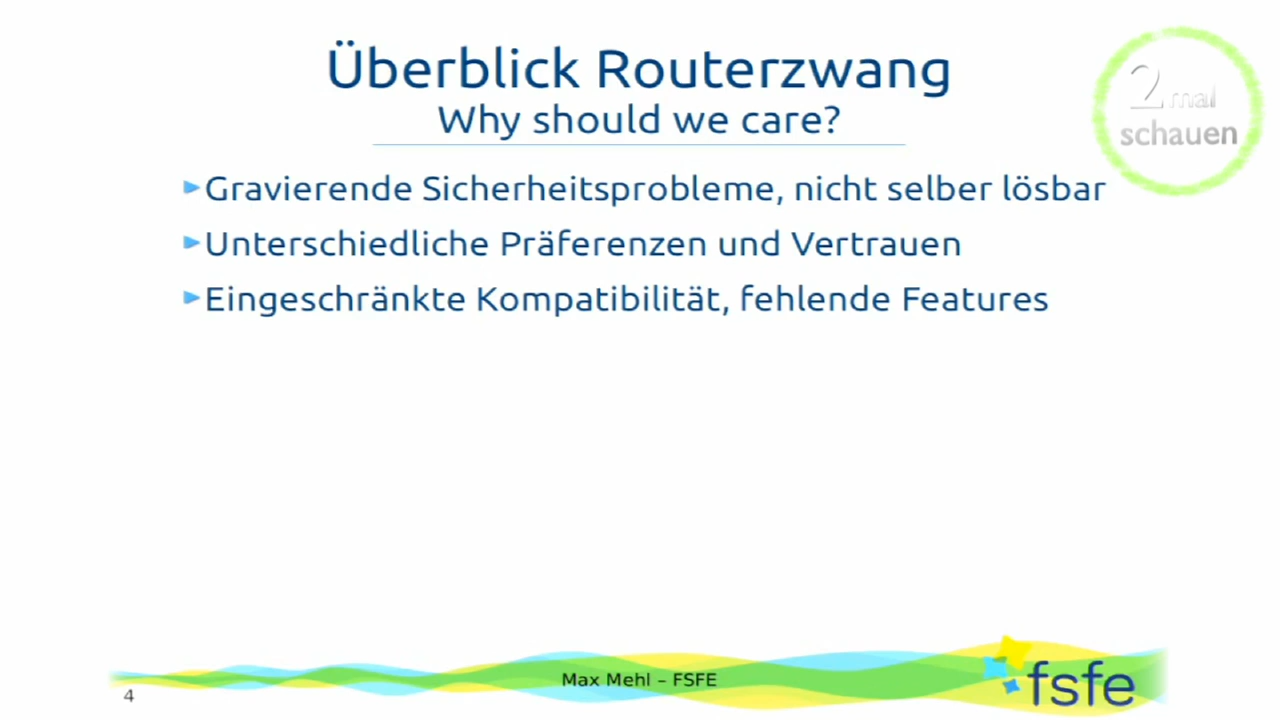 Überblick Routerzwang
Why should we care?
2 mal
schauen
Gravierende Sicherheitsprobleme, nicht selber lösbar
Unterschiedliche Präferenzen und Vertrauen
Eingeschränkte Kompatibilität, fehlende Features
Max Mehl – FSFE
fsfe
4